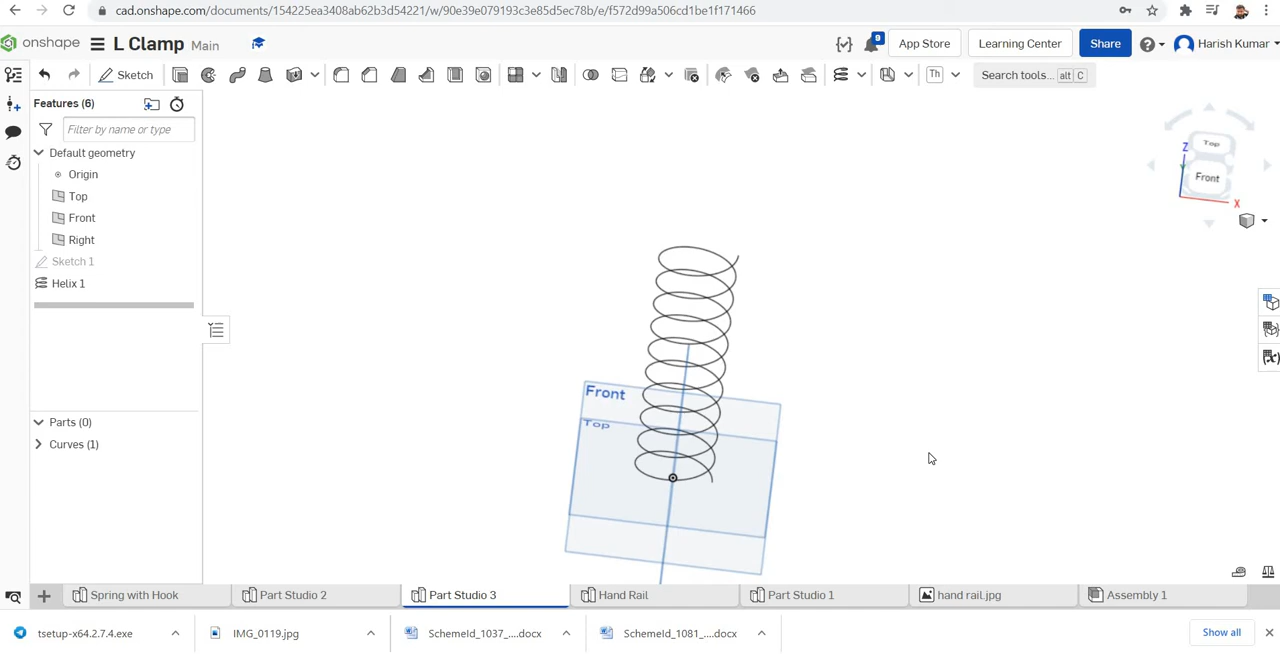 cad.onshape.com/documents/154225ea3408ab62b3d54221/w/90e39e079193c3e85d5ec78b/e/f572d99a506cd1be1f171466
onshape
L Clamp Main
9
App Store
Learning Center
Share
Harish Kumar
Sketch
Th
Search tools... alt C
Features (6)
Filter by name or type
Default geometry
Origin
Top
Front
Right
Sketch 1
Helix 1
Parts (0)
Curves (1)
Front
Top
Top
Front
Z
X
Spring with Hook
Part Studio 2
Part Studio 3
Hand Rail
Part Studio 1
hand rail.jpg
Assembly 1
tsetup-x64.2.7.4.exe
IMG_0119.jpg
SchemeId_1037_....docx
SchemeId_1081_....docx
Show all